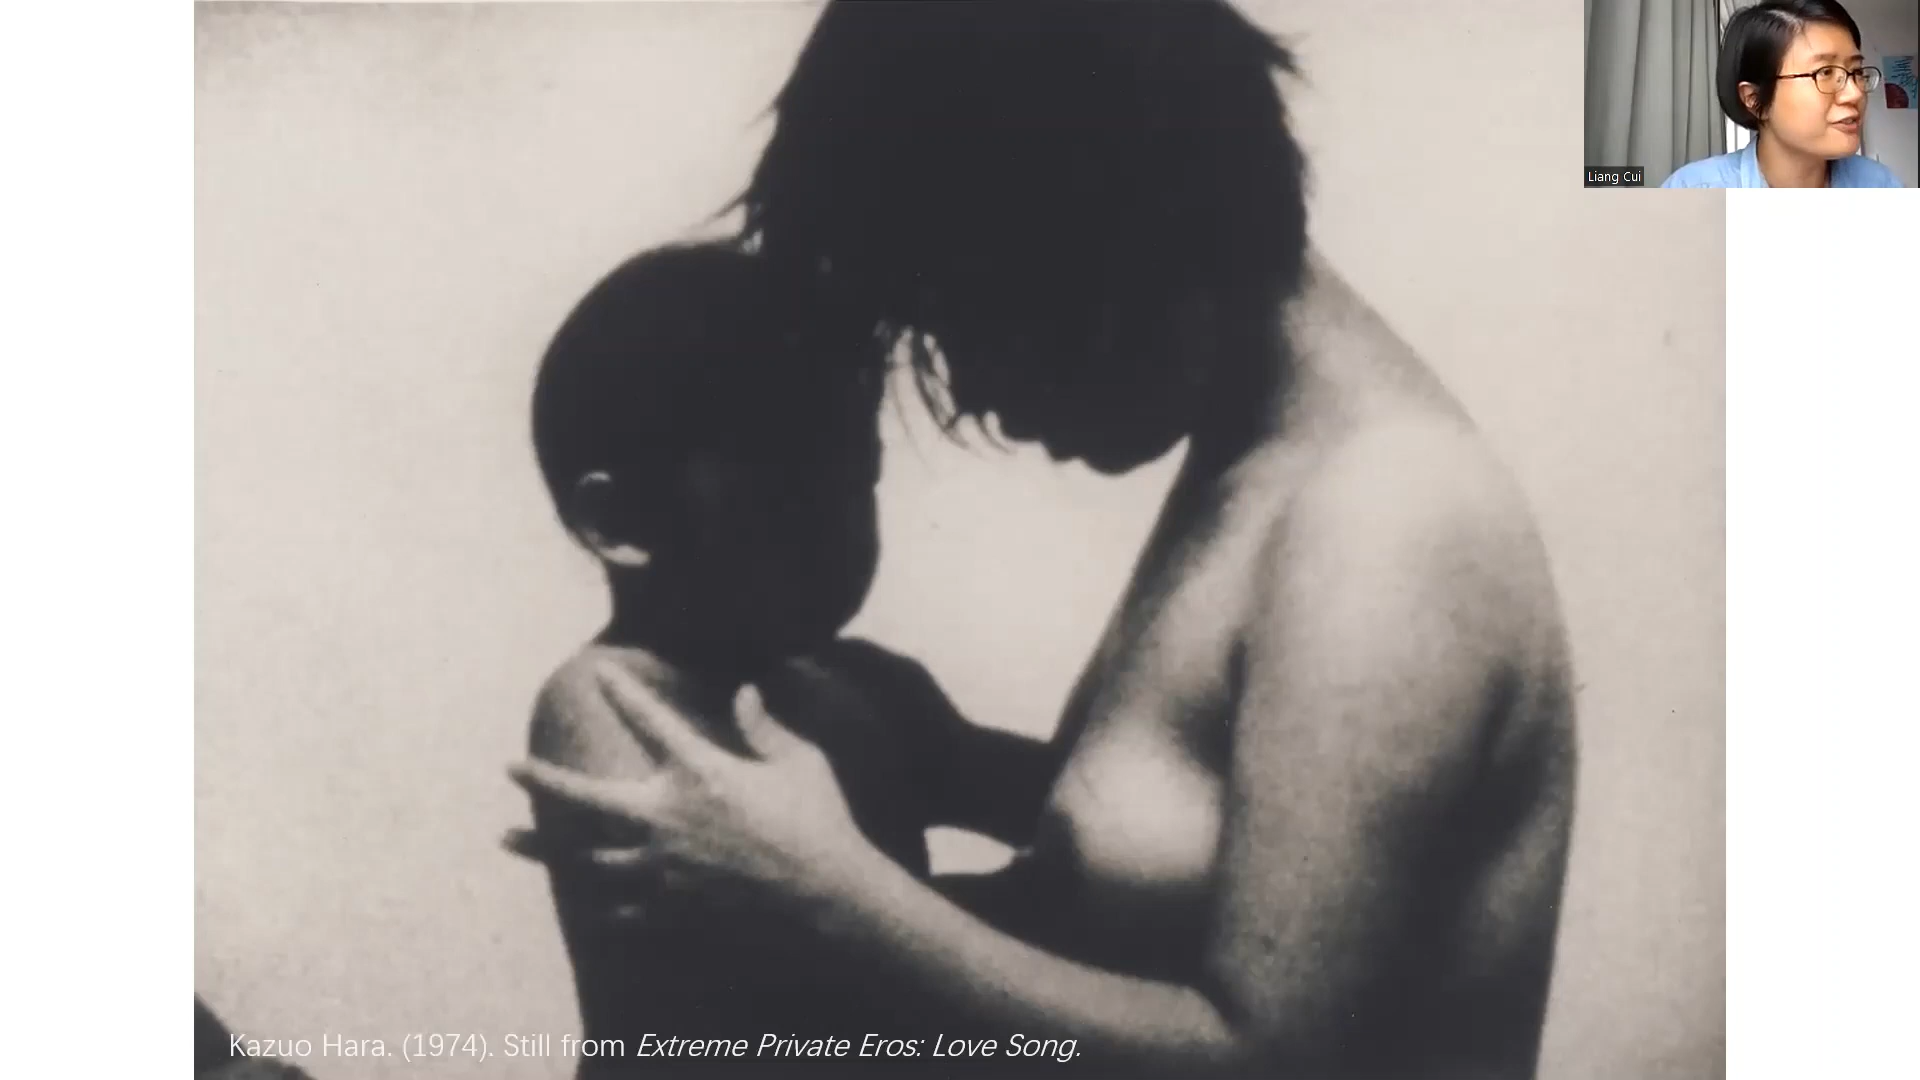 Liang Cui
Kazuo Hara. (1974). Still from Extreme Private Eros: Love Song.